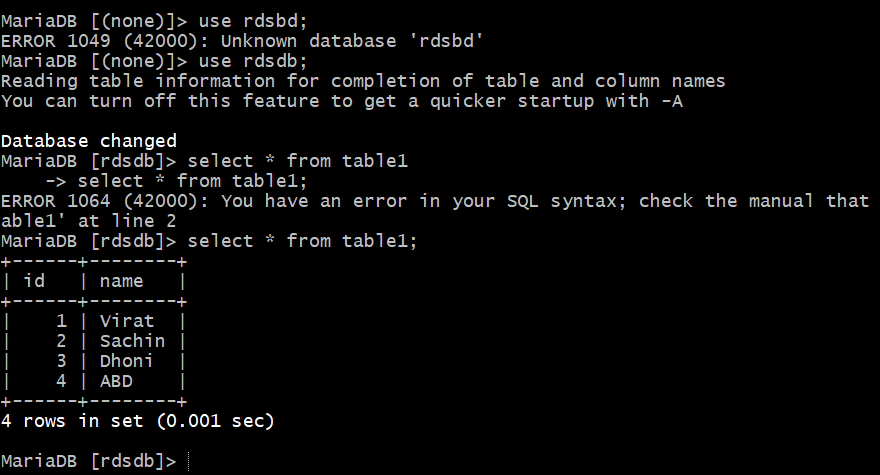 MariaDB [(none)]> use rdsbd;
ERROR 1049 (42000): Unknown database 'rdsbd'
MariaDB [(none)]> use rdsdb;
Reading table information for completion of table and column names
You can turn off this feature to get a quicker startup with -A
Database changed
MariaDB [rdsdb]> select * from table1
    -> select * from table1;
ERROR 1064 (42000): You have an error in your SQL syntax; check the manual that
able1' at line 2
MariaDB [rdsdb]> select * from table1;
+------+--------+
| id   | name   |
+------+--------+
|    1 | Virat  |
|    2 | Sachin |
|    3 | Dhoni  |
|    4 | ABD    |
+------+--------+
4 rows in set (0.001 sec)
MariaDB [rdsdb]>